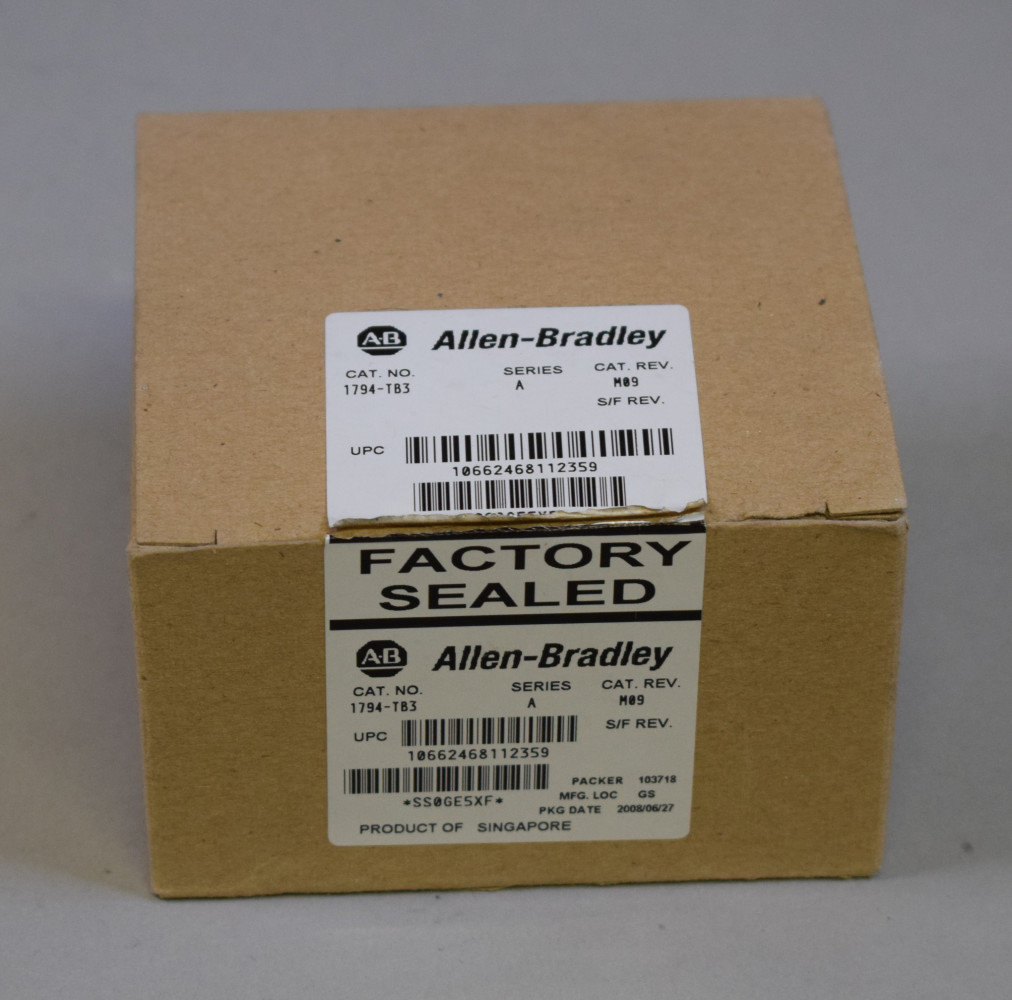 A-B Allen-Bradley
CAT. NO. SERIES CAT. REV.
1794-TB3 A M09
S/F REV.
UPC
10662468112359
FACTORY
SEALED
A-B Allen-Bradley
CAT. NO. SERIES CAT. REV.
1794-TB3 A M09
S/F REV.
UPC
10662468112359
PACKER 103718
*SS0GE5XF* MFG. LOC GS
PKG DATE 2008/06/27
PRODUCT OF SINGAPORE